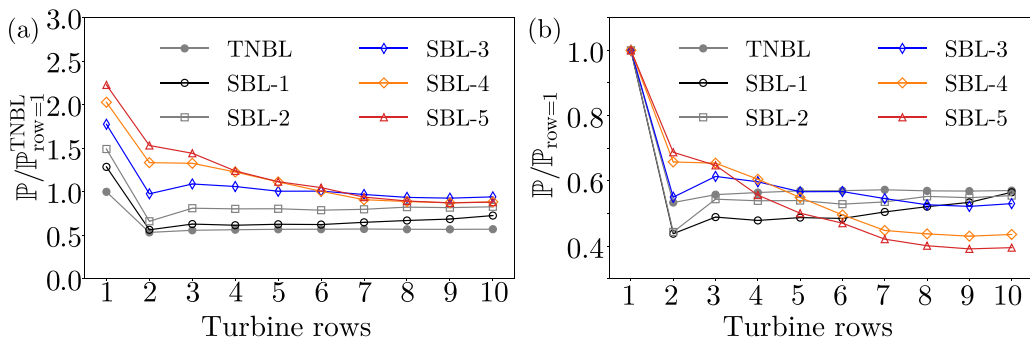 (a)
ℙ/ℙ^TNBL_row=1
3.0
2.5
2.0
1.5
1.0
0.5
0.0
TNBL
SBL-1
SBL-2
SBL-3
SBL-4
SBL-5
1 2 3 4 5 6 7 8 9 10
Turbine rows
(b)
ℙ/ℙ_row=1
1.0
0.8
0.6
0.4
TNBL
SBL-1
SBL-2
SBL-3
SBL-4
SBL-5
1 2 3 4 5 6 7 8 9 10
Turbine rows